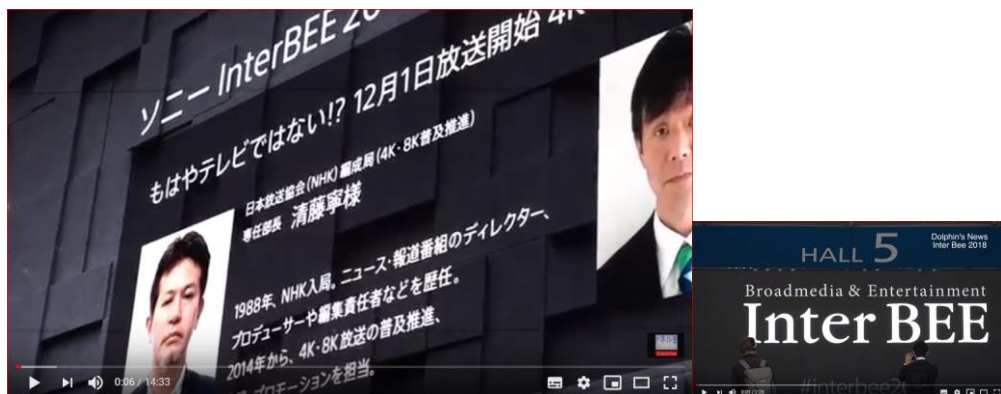 ソニー InterBEE 20
もはやテレビではない!? 12月1日放送開始 4K
日本放送協会(NHK)編成局(4K・8K普及推進)
専任部長 清藤寧様
1988年、NHK入局。ニュース・報道番組のディレクター、
プロデューサーや編集責任者などを歴任。
2014年から、4K・8K放送の普及推進、
プロモーションを担当。
0:06 / 14:33
HALL 5
Dolphin's News
Inter Bee 2018
Broadmedia & Entertainment
Inter BEE
#interbee20